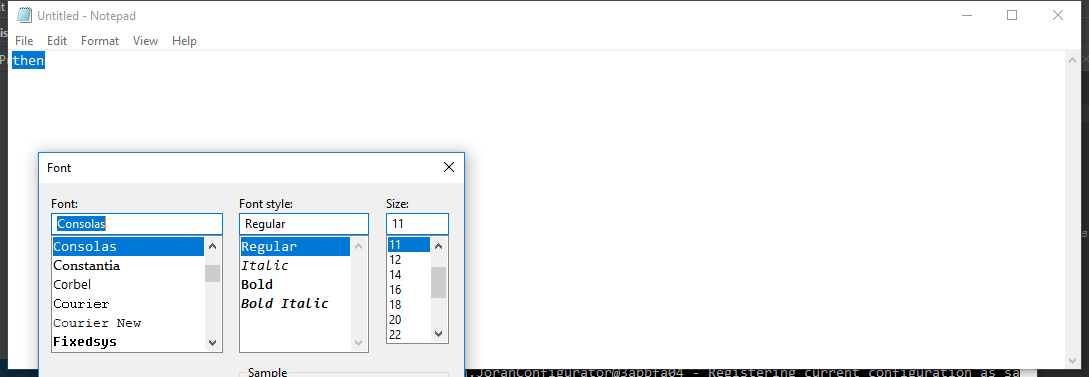 Untitled - Notepad
File Edit Format View Help
then
Font
Font: Font style: Size:
Consolas Regular 11
Consolas Regular 11
Constantia Italic 12
Corbel Bold 14
Courier Bold Italic 16
Courier New 18
Fixedsys 20
22
Sample
.JoranConfigurator@3abbfa04 - Registering current configuration as sa